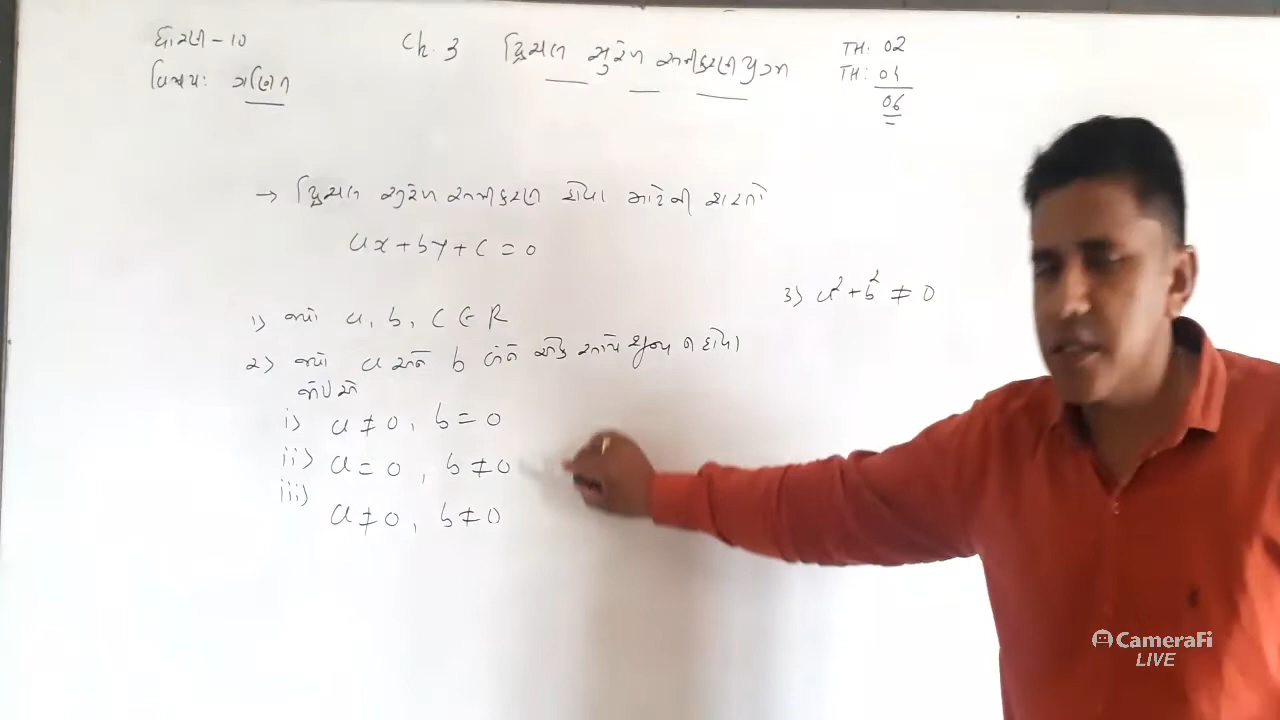 ધોરણ - 10
વિષય: ગણિત
Ch. 3 દ્વિચલ સુરેખ સમીકરણયુગ્મ
TH: 02
TH: 04
06
→ દ્વિચલ સુરેખ સમીકરણ હોવા માટેની શરતો
ax + by + c = 0
3) a² + b² ≠ 0
1) જ્યાં a, b, c ∈ R
2) જ્યાં a અને b બંને એક સાથે શૂન્ય ન હોવા
જોઈએ
i) a ≠ 0, b = 0
ii) a = 0, b ≠ 0
iii) a ≠ 0, b ≠ 0
CameraFi
LIVE